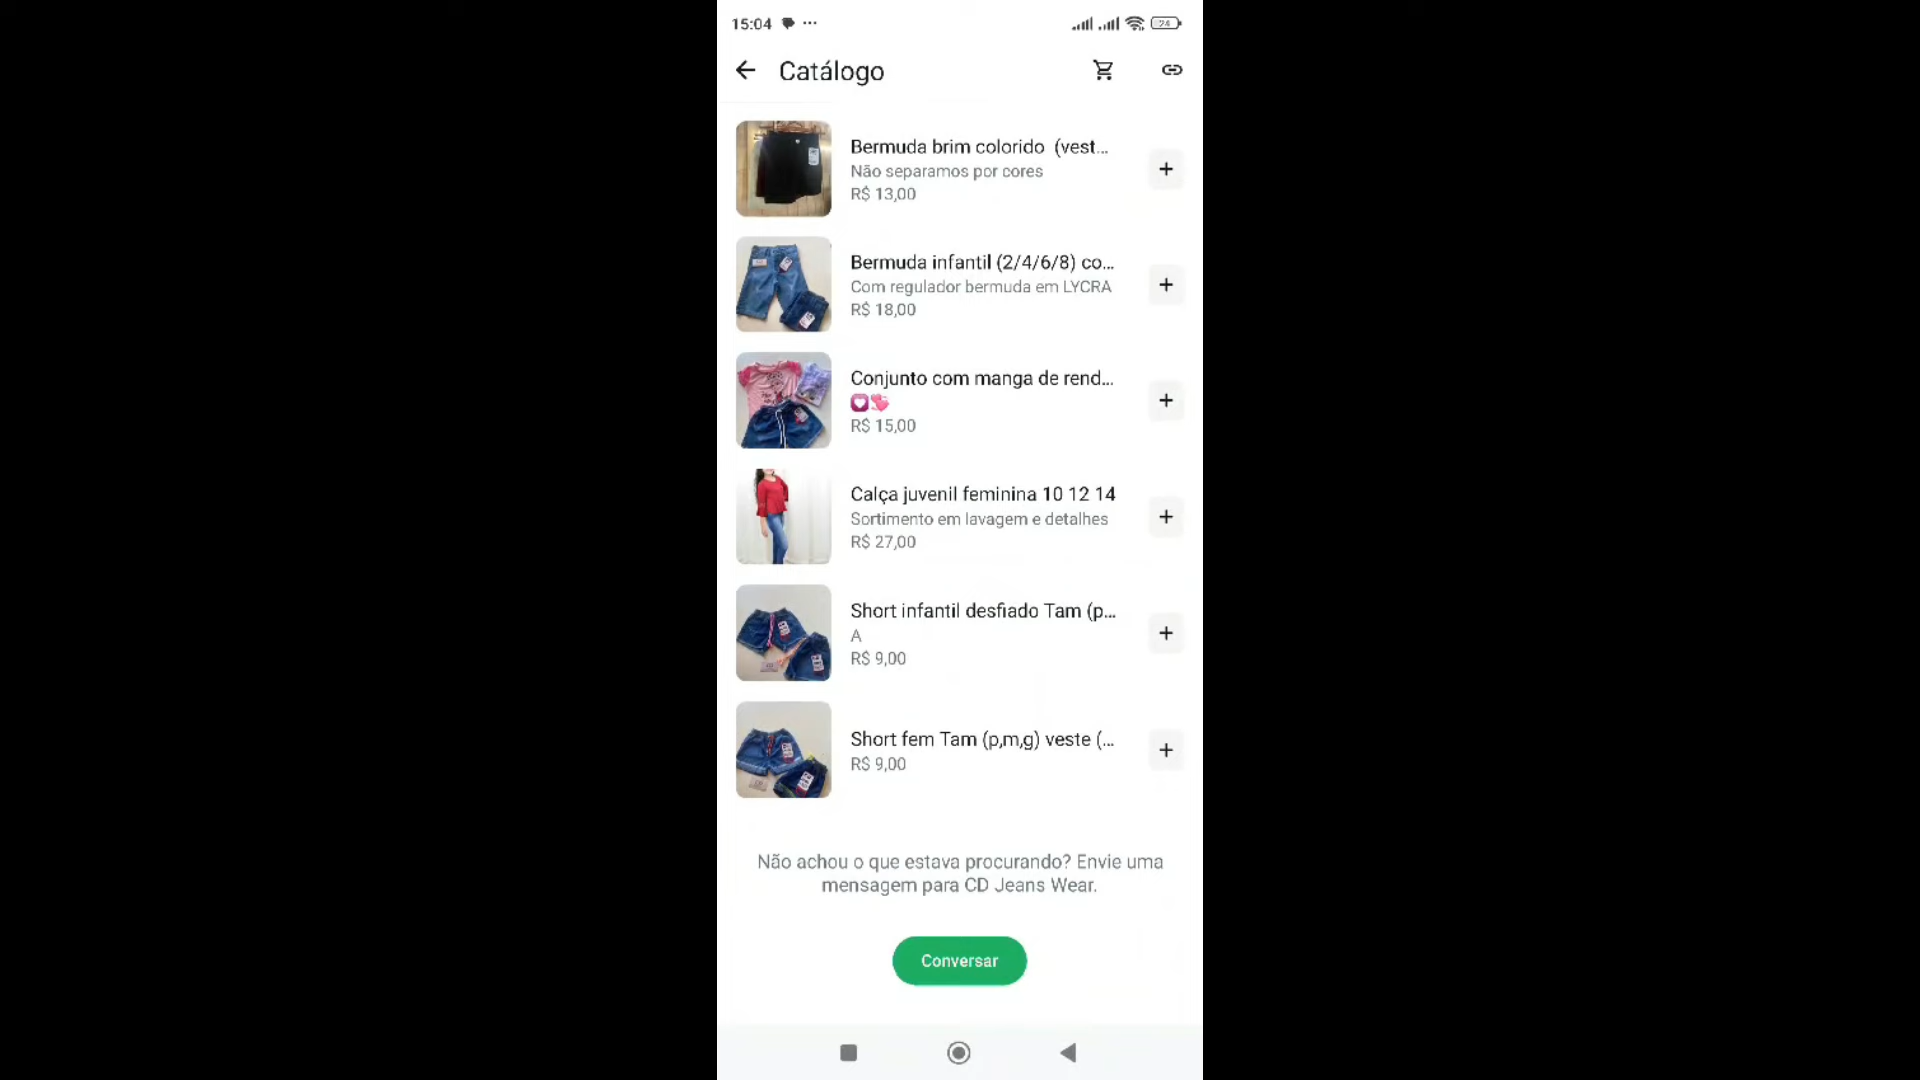 15:04
24
Catálogo
Bermuda brim colorido (vest...
Não separamos por cores
R$ 13,00
Bermuda infantil (2/4/6/8) co...
Com regulador bermuda em LYCRA
R$ 18,00
Conjunto com manga de rend...
R$ 15,00
Calça juvenil feminina 10 12 14
Sortimento em lavagem e detalhes
R$ 27,00
Short infantil desfiado Tam (p...
A
R$ 9,00
Short fem Tam (p,m,g) veste (...
R$ 9,00
Não achou o que estava procurando? Envie uma
mensagem para CD Jeans Wear.
Conversar